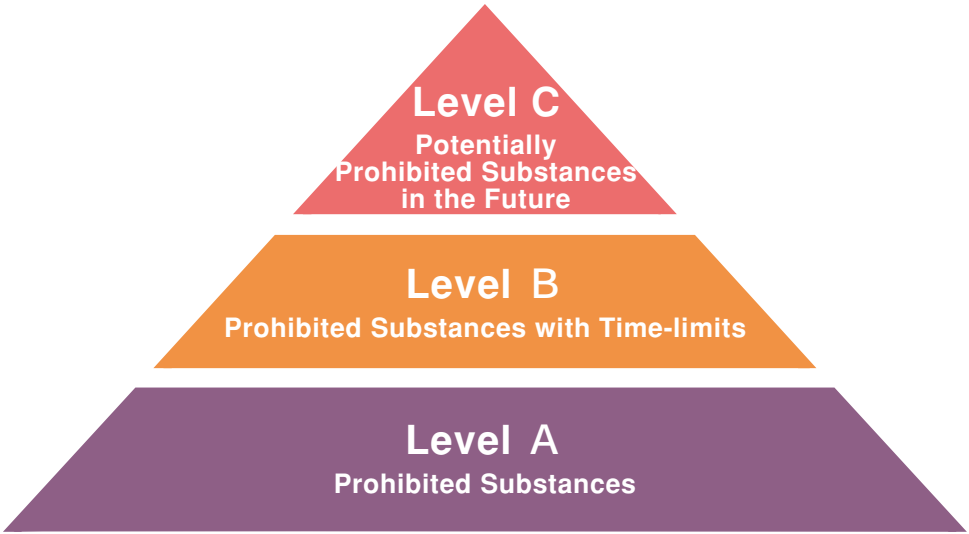 Level C
Potentially
Prohibited Substances
in the Future
Level B
Prohibited Substances with Time-limits
Level A
Prohibited Substances